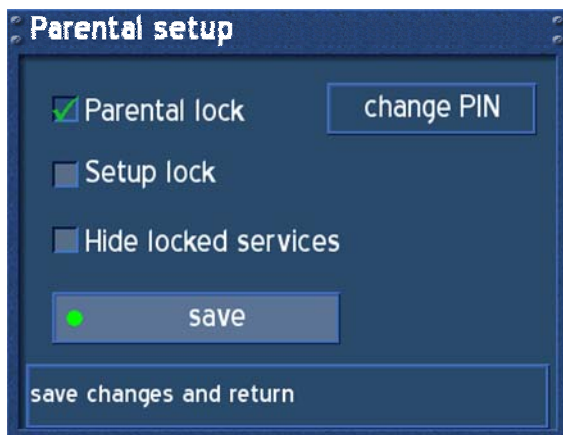 Parental setup
Parental lock
change PIN
Setup lock
Hide locked services
save
save changes and return